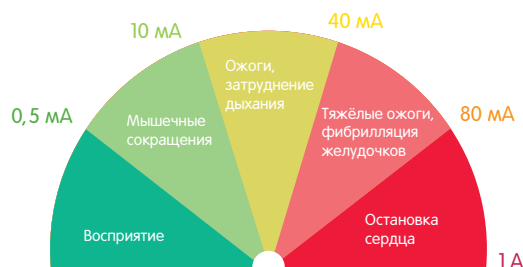 10 мА
40 мА
Ожоги,
затруднение
дыхания
0,5 мА
Мышечные
сокращения
Тяжёлые ожоги,
фибрилляция
желудочков
80 мА
Восприятие
Остановка
сердца
1 А